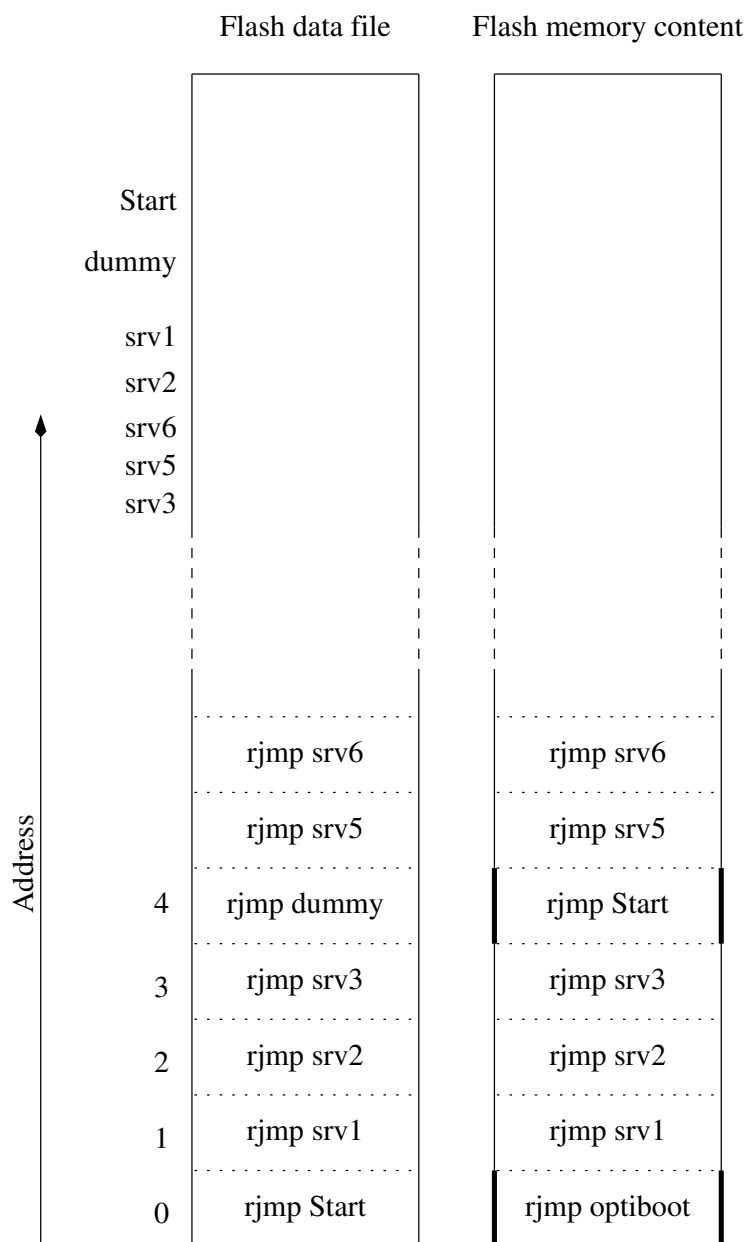 Flash data file Flash memory content
Start
dummy
srv1
srv2
srv6
srv5
srv3
rjmp srv6 rjmp srv6
rjmp srv5 rjmp srv5
Address
4 rjmp dummy rjmp Start
3 rjmp srv3 rjmp srv3
2 rjmp srv2 rjmp srv2
1 rjmp srv1 rjmp srv1
0 rjmp Start rjmp optiboot